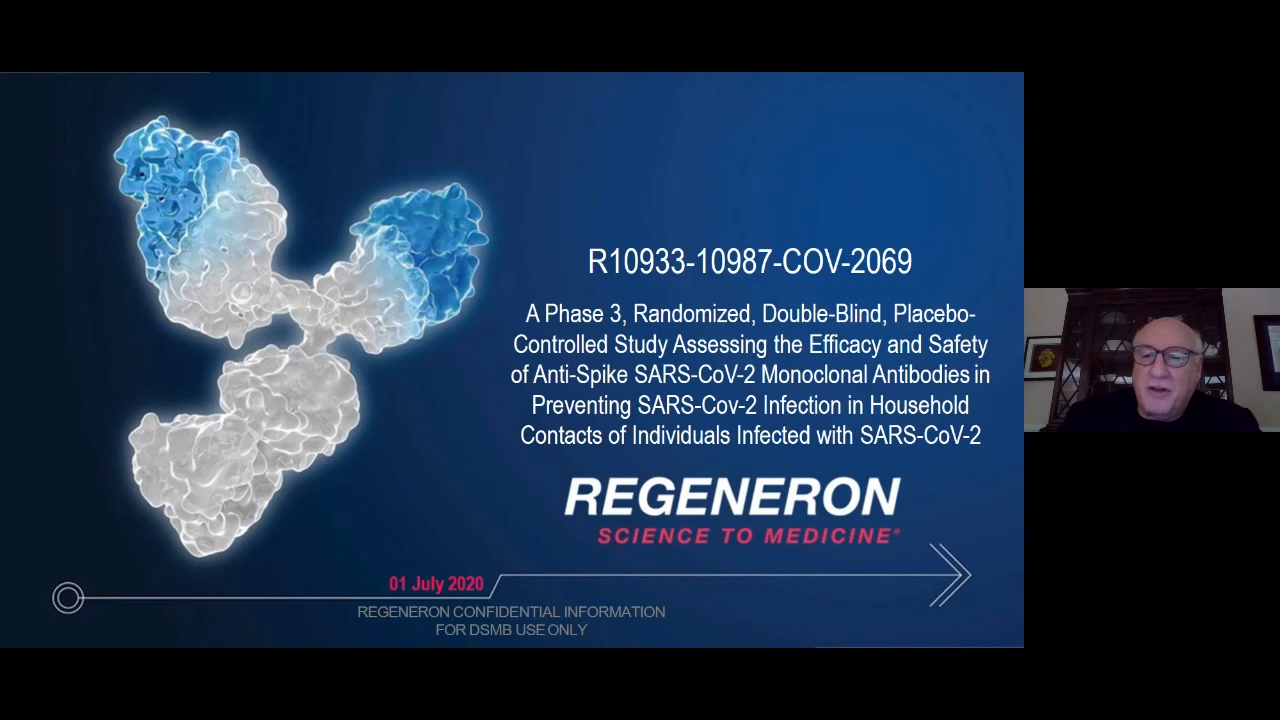 R10933-10987-COV-2069
A Phase 3, Randomized, Double-Blind, Placebo-
Controlled Study Assessing the Efficacy and Safety
of Anti-Spike SARS-CoV-2 Monoclonal Antibodies in
Preventing SARS-Cov-2 Infection in Household
Contacts of Individuals Infected with SARS-CoV-2
REGENERON
SCIENCE TO MEDICINE®
01 July 2020
REGENERON CONFIDENTIAL INFORMATION
FOR DSMB USE ONLY